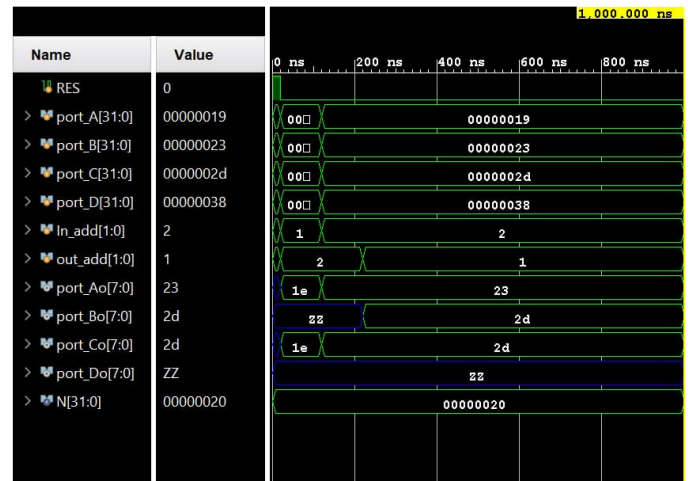 1,000.000 ns
Name Value
0 ns 200 ns 400 ns 600 ns 800 ns
RES 0
port_A[31:0] 00000019 00 00000019
port_B[31:0] 00000023 00 00000023
port_C[31:0] 0000002d 00 0000002d
port_D[31:0] 00000038 00 00000038
In_add[1:0] 2 1 2
out_add[1:0] 1 2 1
port_Ao[7:0] 23 1e 23
port_Bo[7:0] 2d ZZ 2d
port_Co[7:0] 2d 1e 2d
port_Do[7:0] ZZ ZZ
N[31:0] 00000020 00000020